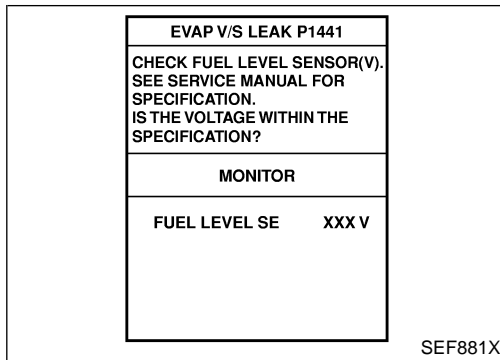 EVAP V/S LEAK P1441
CHECK FUEL LEVEL SENSOR(V).
SEE SERVICE MANUAL FOR
SPECIFICATION.
IS THE VOLTAGE WITHIN THE
SPECIFICATION?
MONITOR
FUEL LEVEL SE XXX V
SEF881X